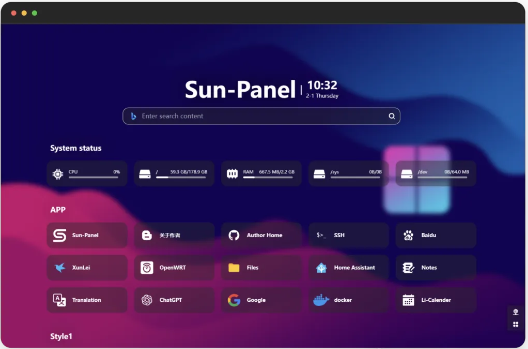 Sun-Panel
10:32
2-1 Thursday
Enter search content
System status
CPU 0%
/ 59.3 GB/178.9 GB
RAM 667.5 MB/2.2 GB
/sys 0B/0B
/dev 0B/64.0 MB
APP
Sun-Panel
关于作者
Author Home
SSH
Baidu
XunLei
OpenWRT
Files
Home Assistant
Notes
Translation
ChatGPT
Google
docker
Li-Calender
Style1